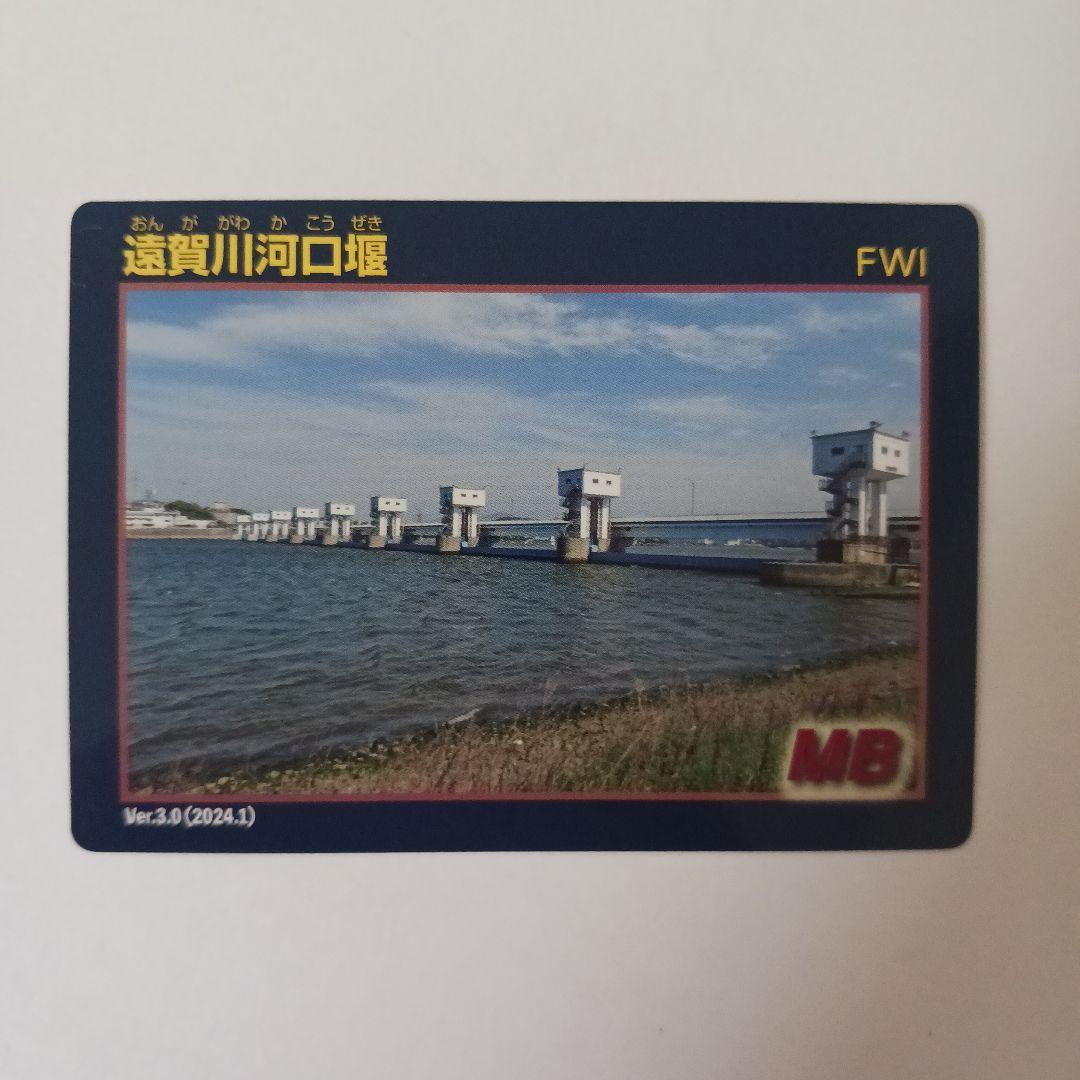 おん が がわ か こう ぜき
遠賀川河口堰
FWI
MB
Ver.3.0(2024.1)